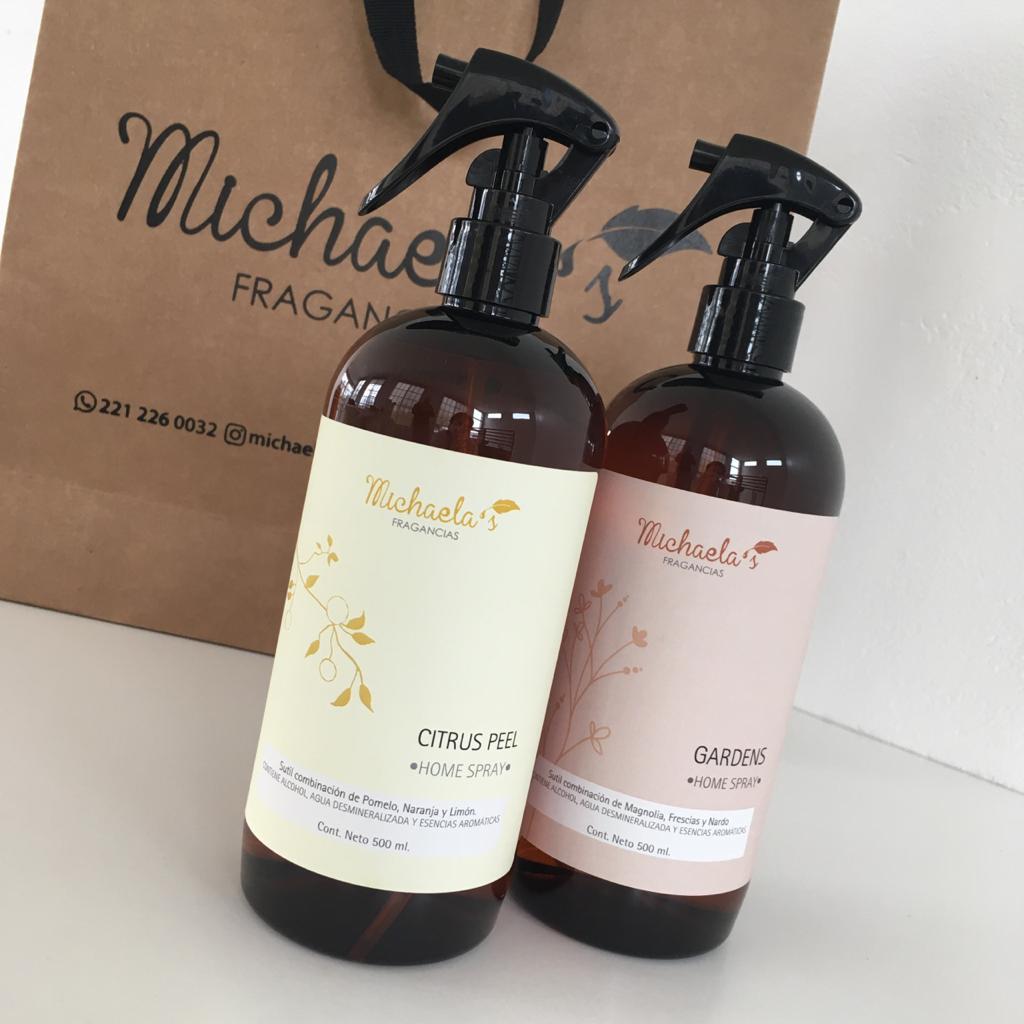 Michae 's
FRAGAN
221 226 0032 michae
Michaela's
FRAGANCIAS
CITRUS PEEL
•HOME SPRAY•
Sutil combinación de Pomelo, Naranja y Limón.
CONTIENE ALCOHOL, AGUA DESMINERALIZADA Y ESENCIAS AROMÁTICAS
Cont. Neto 500 ml.
Michaela's
FRAGANCIAS
GARDENS
•HOME SPRAY•
Sutil combinación de Magnolia, Frescias y Nardo
CONTIENE ALCOHOL, AGUA DESMINERALIZADA Y ESENCIAS AROMÁTICAS
Cont. Neto 500 ml.